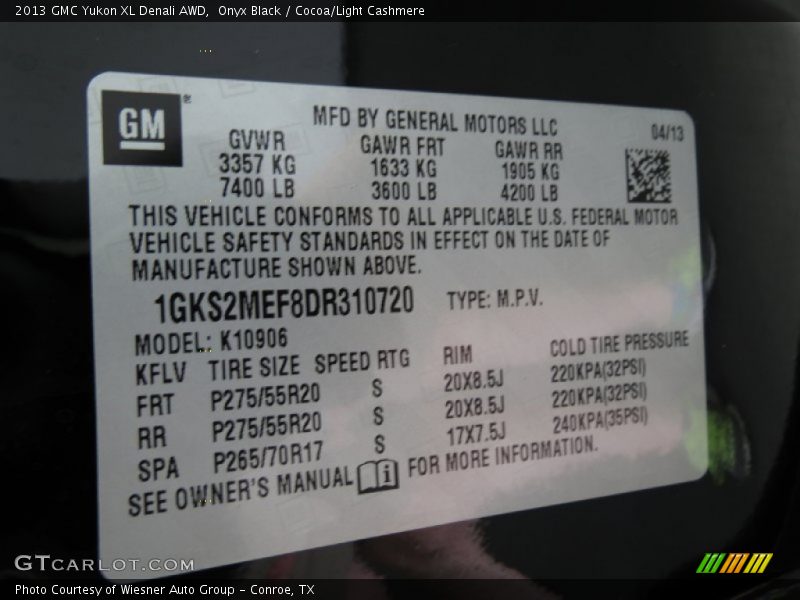 2013 GMC Yukon XL Denali AWD,  Onyx Black / Cocoa/Light Cashmere
GM®
MFD BY GENERAL MOTORS LLC
04/13
GVWR GAWR FRT GAWR RR
3357 KG 1633 KG 1905 KG
7400 LB 3600 LB 4200 LB
THIS VEHICLE CONFORMS TO ALL APPLICABLE U.S. FEDERAL MOTOR
VEHICLE SAFETY STANDARDS IN EFFECT ON THE DATE OF
MANUFACTURE SHOWN ABOVE.
1GKS2MEF8DR310720 TYPE: M.P.V.
MODEL: K10906
KFLV TIRE SIZE SPEED RTG RIM COLD TIRE PRESSURE
FRT P275/55R20 S 20X8.5J 220KPA(32PSI)
RR P275/55R20 S 20X8.5J 220KPA(32PSI)
SPA P265/70R17 S 17X7.5J 240KPA(35PSI)
SEE OWNER'S MANUAL i FOR MORE INFORMATION.
GTCARLOT.COM
Photo Courtesy of Wiesner Auto Group - Conroe, TX